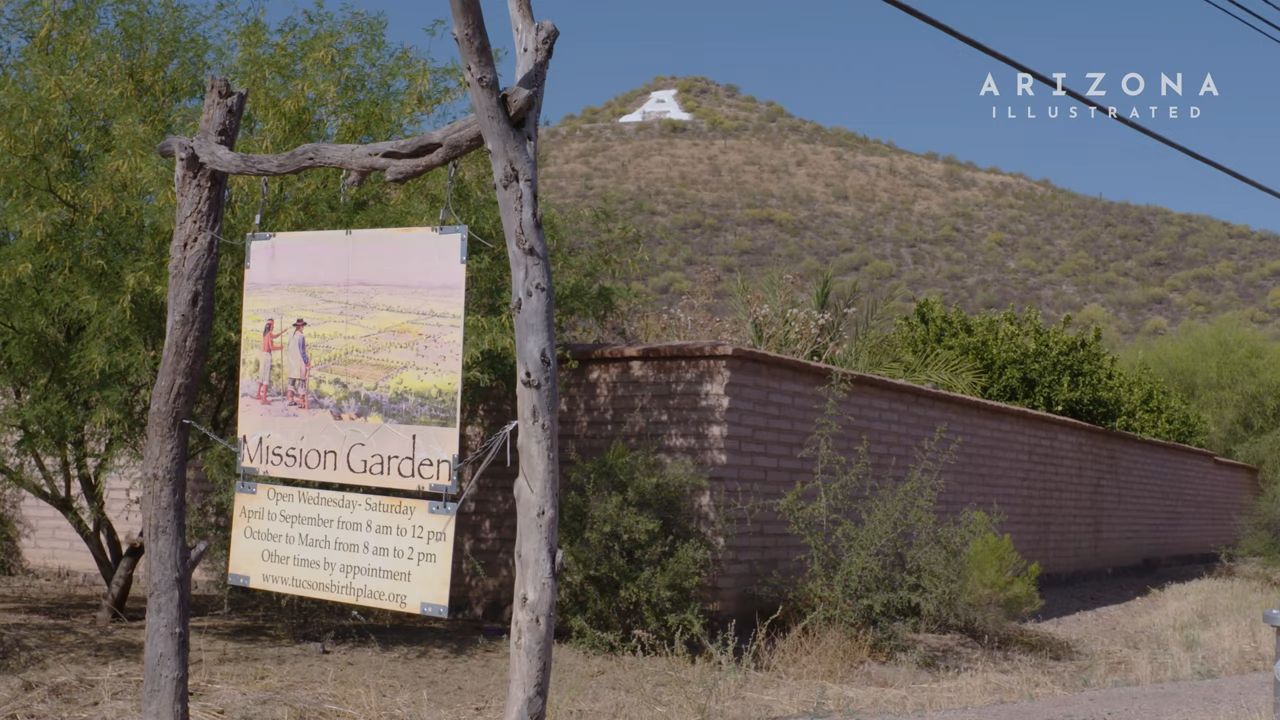 ARIZONA
ILLUSTRATED
A
Mission Garden
Open Wednesday- Saturday
April to September from 8 am to 12 pm
October to March from 8 am to 2 pm
Other times by appointment
www.tucsonsbirthplace.org